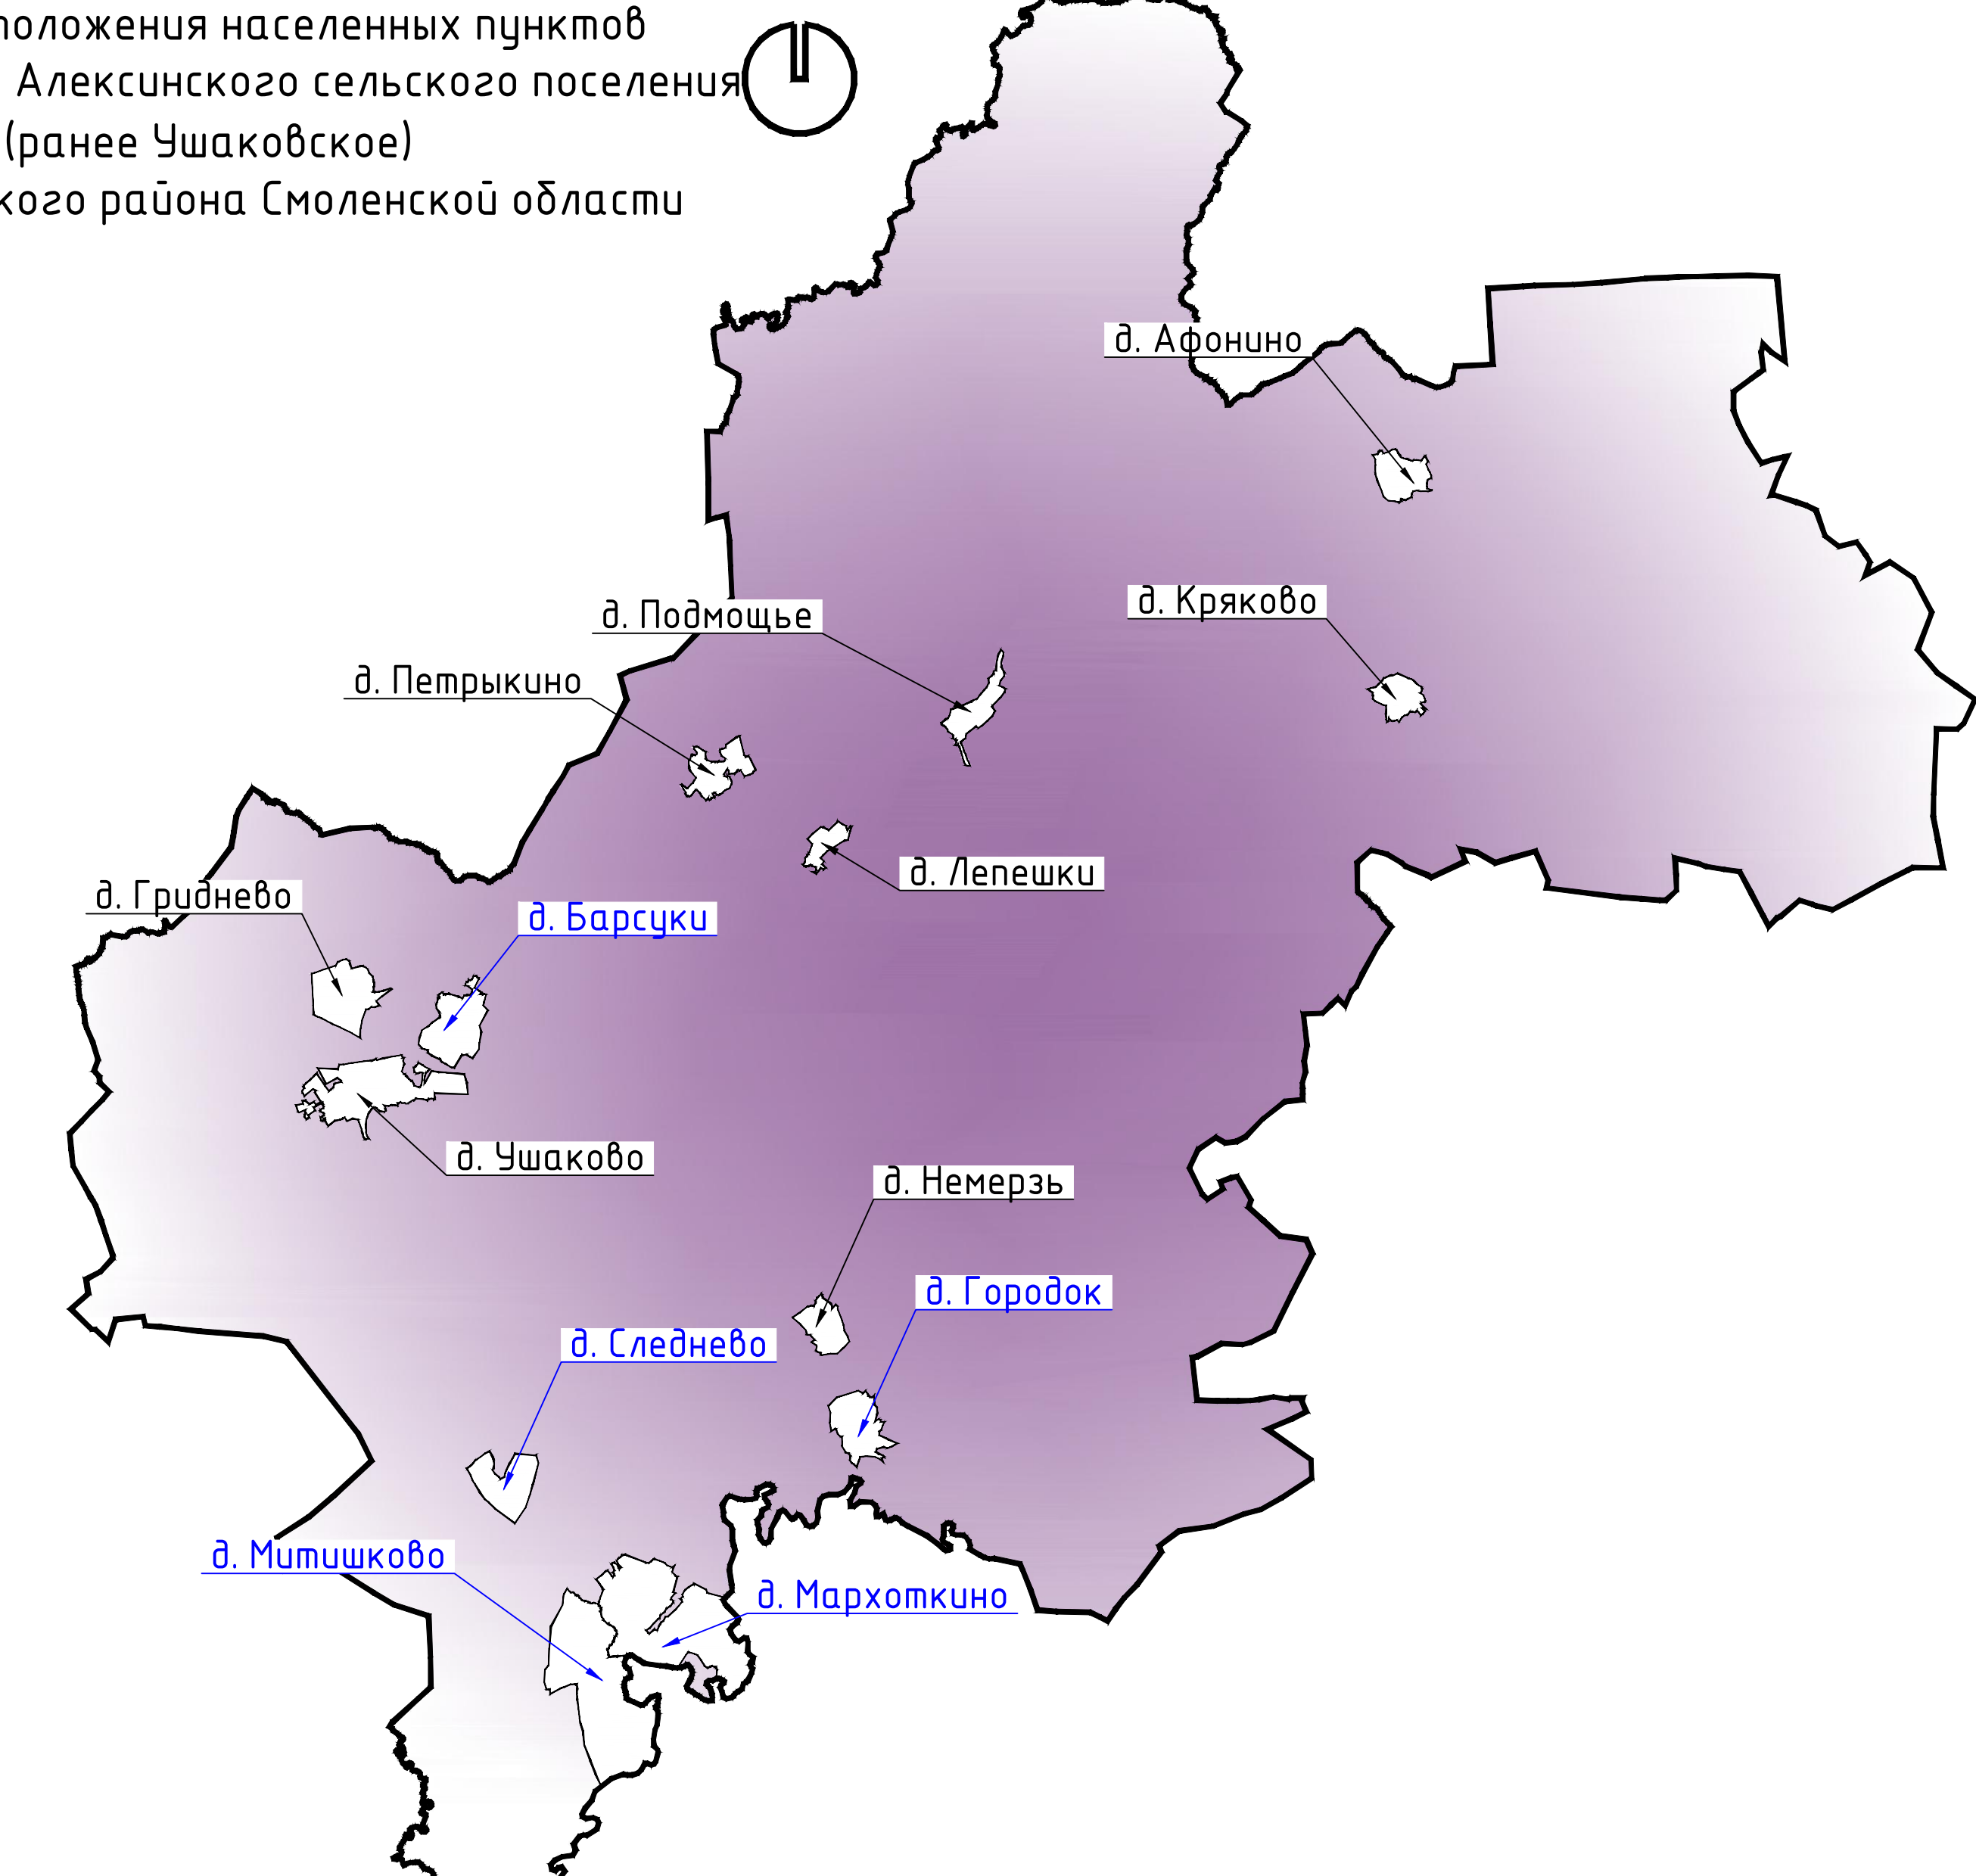 положения населенных пунктов
Алексинского сельского поселения
(ранее Ушаковское)
кого района Смоленской области
д. Афонино
д. Кряково
д. Подмощье
д. Петрыкино
д. Лепешки
д. Гриднево
д. Барсуки
д. Ушаково
д. Немерзь
д. Городок
д. Следнево
д. Митишково
д. Мархоткино